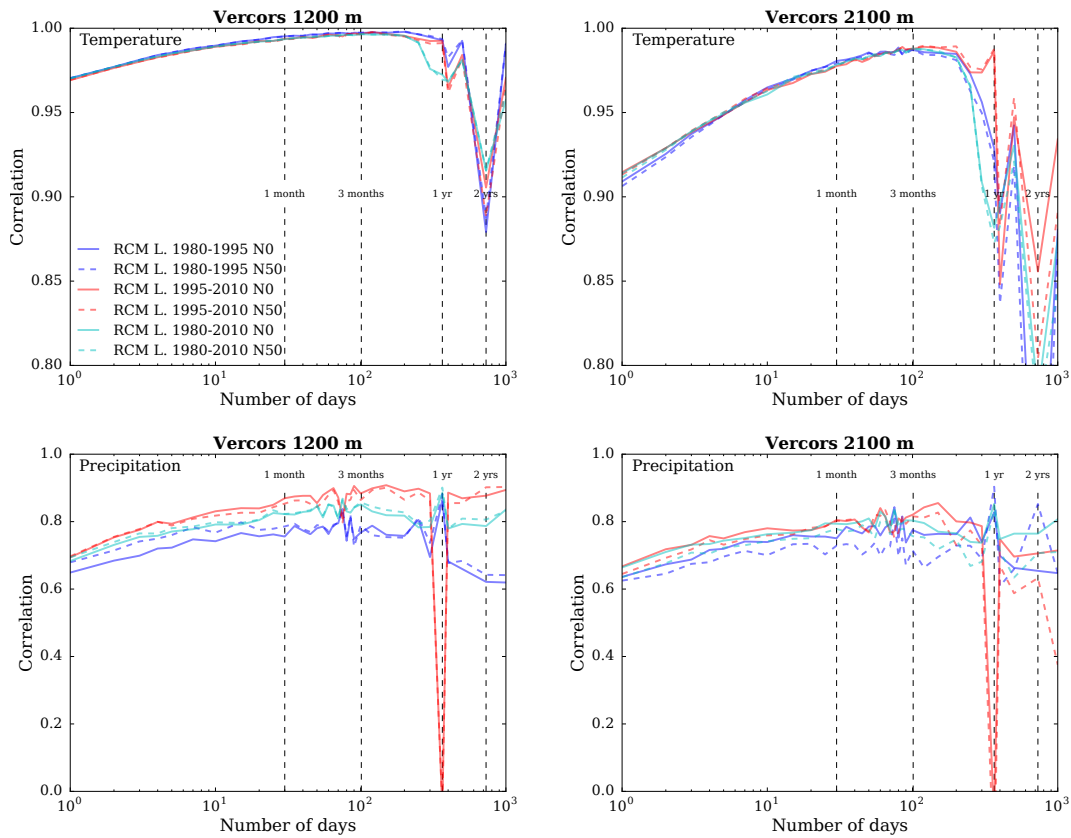 Vercors 1200 m
Temperature
Correlation
1.00
0.95
0.90
0.85
0.80
1 month
3 months
1 yr
2 yrs
RCM L. 1980-1995 N0
RCM L. 1980-1995 N50
RCM L. 1995-2010 N0
RCM L. 1995-2010 N50
RCM L. 1980-2010 N0
RCM L. 1980-2010 N50
10^0 10^1 10^2 10^3
Number of days
Vercors 2100 m
Temperature
Correlation
1.00
0.95
0.90
0.85
0.80
1 month
3 months
1 yr
2 yrs
10^0 10^1 10^2 10^3
Number of days
Vercors 1200 m
Precipitation
Correlation
1.0
0.8
0.6
0.4
0.2
0.0
1 month
3 months
1 yr
2 yrs
10^0 10^1 10^2 10^3
Number of days
Vercors 2100 m
Precipitation
Correlation
1.0
0.8
0.6
0.4
0.2
0.0
1 month
3 months
1 yr
2 yrs
10^0 10^1 10^2 10^3
Number of days